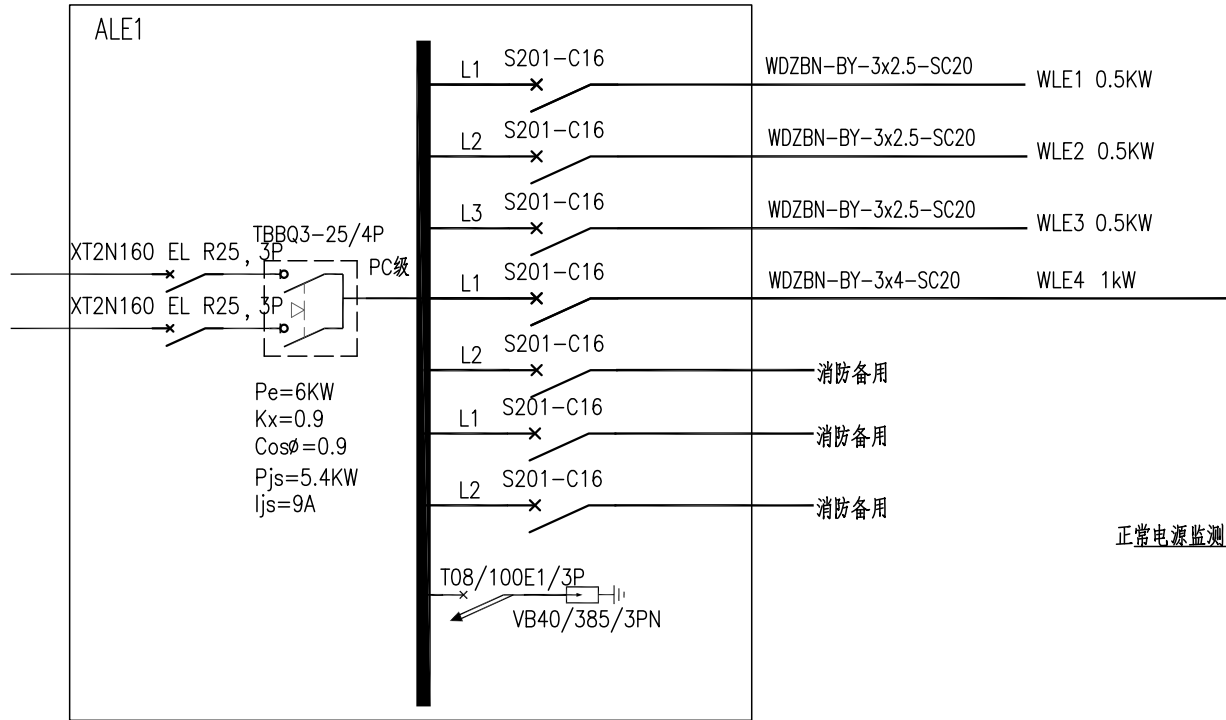 ALE1
L1 S201-C16 WDZBN-BY-3x2.5-SC20 WLE1 0.5KW
L2 S201-C16 WDZBN-BY-3x2.5-SC20 WLE2 0.5KW
L3 S201-C16 WDZBN-BY-3x2.5-SC20 WLE3 0.5KW
TBBQ3-25/4P
XT2N160 EL R25, 3P
PC级
L1 S201-C16 WDZBN-BY-3x4-SC20 WLE4 1kW
XT2N160 EL R25, 3P
L2 S201-C16 消防备用
Pe=6KW
Kx=0.9
Cosø=0.9
Pjs=5.4KW
Ijs=9A
L1 S201-C16 消防备用
L2 S201-C16 消防备用
正常电源监测
T08/100E1/3P
VB40/385/3PN